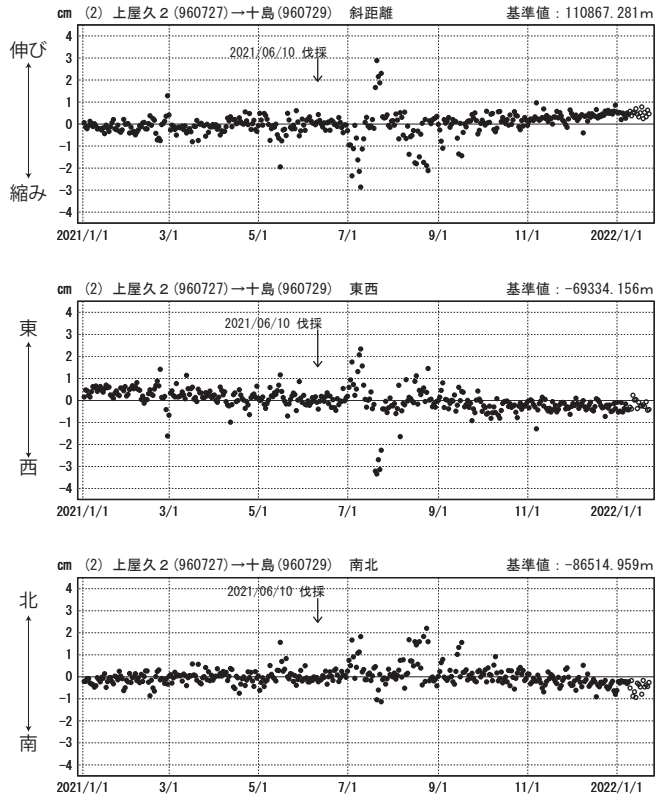 cm (2) 上屋久2(960727)→十島(960729) 斜距離 基準値:110867.281m
伸び
縮み
2021/06/10 伐採
4
3
2
1
0
-1
-2
-3
-4
2021/1/1 3/1 5/1 7/1 9/1 11/1 2022/1/1
cm (2) 上屋久2(960727)→十島(960729) 東西 基準値:-69334.156m
東
西
2021/06/10 伐採
4
3
2
1
0
-1
-2
-3
-4
2021/1/1 3/1 5/1 7/1 9/1 11/1 2022/1/1
cm (2) 上屋久2(960727)→十島(960729) 南北 基準値:-86514.959m
北
南
2021/06/10 伐採
4
3
2
1
0
-1
-2
-3
-4
2021/1/1 3/1 5/1 7/1 9/1 11/1 2022/1/1